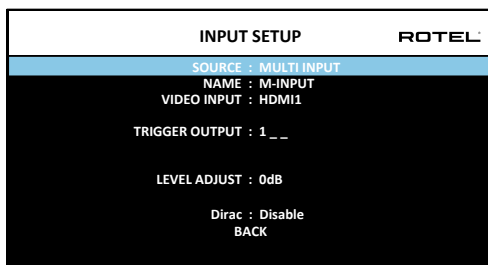 INPUT SETUP ROTEL
SOURCE : MULTI INPUT
NAME : M-INPUT
VIDEO INPUT : HDMI1
TRIGGER OUTPUT : 1 _ _
LEVEL ADJUST : 0dB
Dirac : Disable
BACK